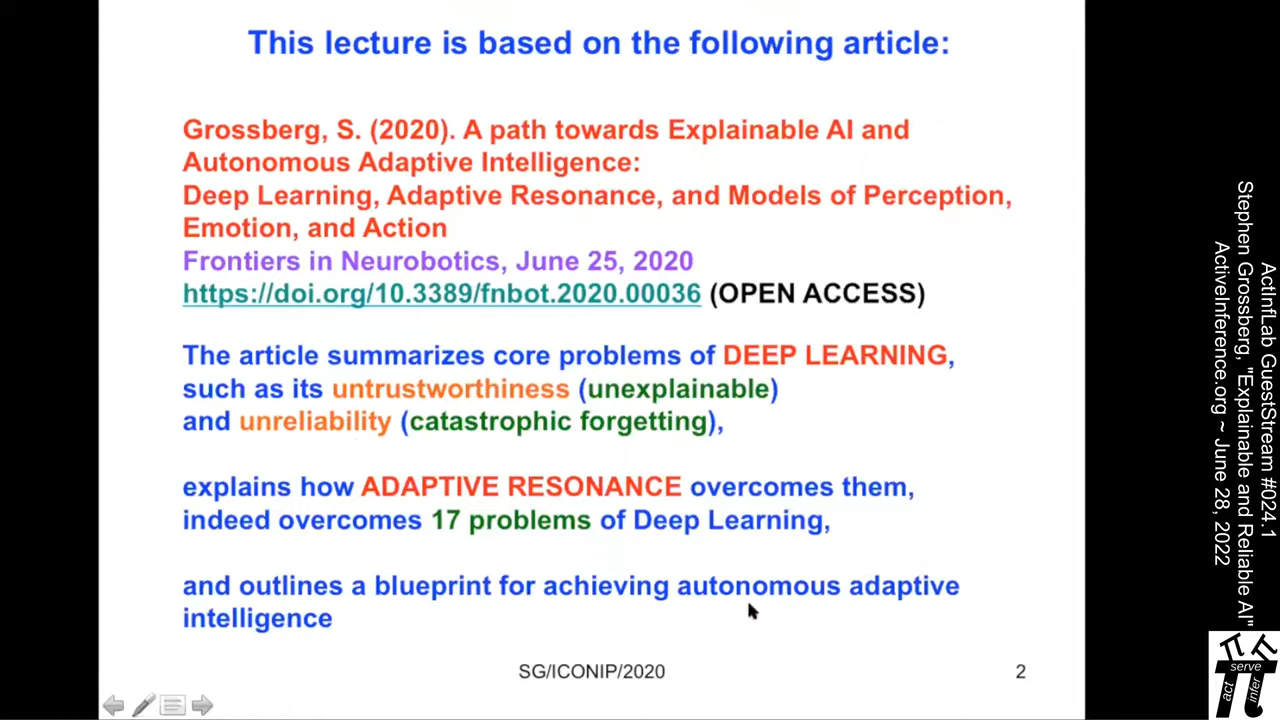 This lecture is based on the following article:
Grossberg, S. (2020). A path towards Explainable AI and
Autonomous Adaptive Intelligence:
Deep Learning, Adaptive Resonance, and Models of Perception,
Emotion, and Action
Frontiers in Neurobotics, June 25, 2020
https://doi.org/10.3389/fnbot.2020.00036 (OPEN ACCESS)
The article summarizes core problems of DEEP LEARNING,
such as its untrustworthiness (unexplainable)
and unreliability (catastrophic forgetting),
explains how ADAPTIVE RESONANCE overcomes them,
indeed overcomes 17 problems of Deep Learning,
and outlines a blueprint for achieving autonomous adaptive
intelligence
SG/ICONIP/2020
2
ActInfLab GuestStream #024.1
Stephen Grossberg, "Explainable and Reliable AI"
ActiveInference.org ~ June 28, 2022
serve
act
infer